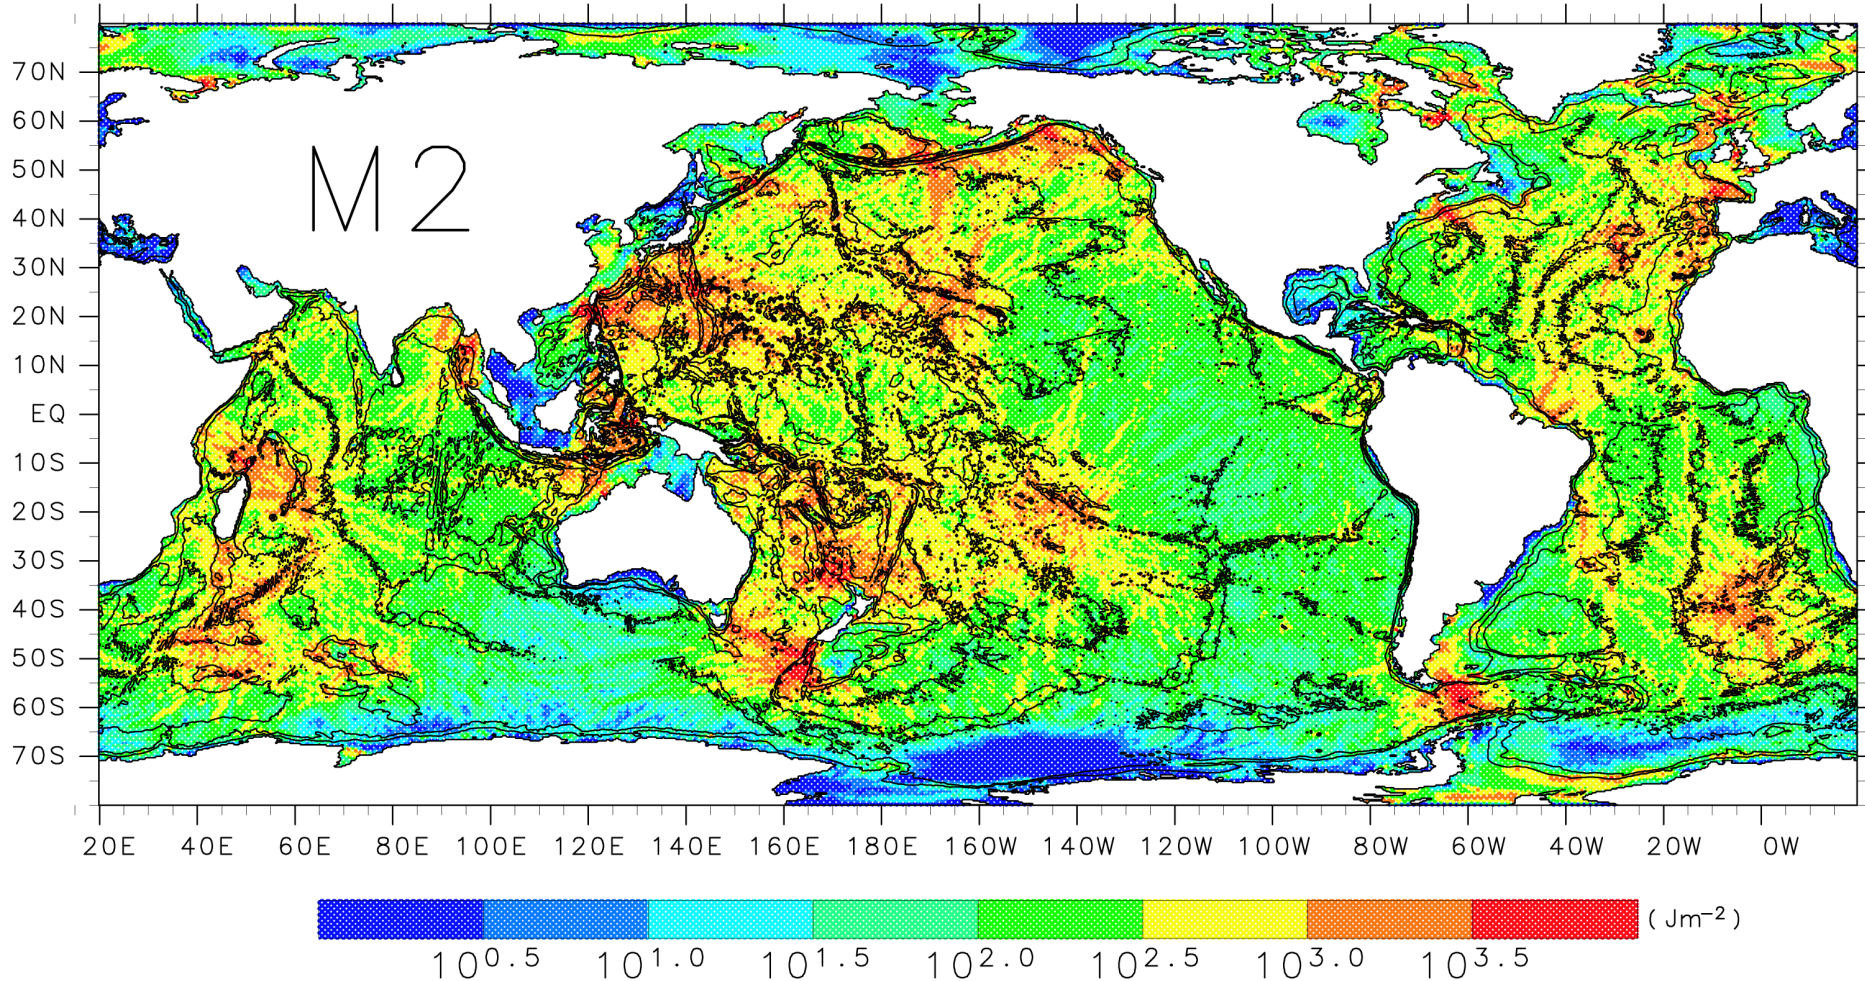 M2
70N
60N
50N
40N
30N
20N
10N
EQ
10S
20S
30S
40S
50S
60S
70S
20E 40E 60E 80E 100E 120E 140E 160E 180E 160W 140W 120W 100W 80W 60W 40W 20W 0W
(Jm⁻²)
10⁰·⁵ 10¹·⁰ 10¹·⁵ 10²·⁰ 10²·⁵ 10³·⁰ 10³·⁵